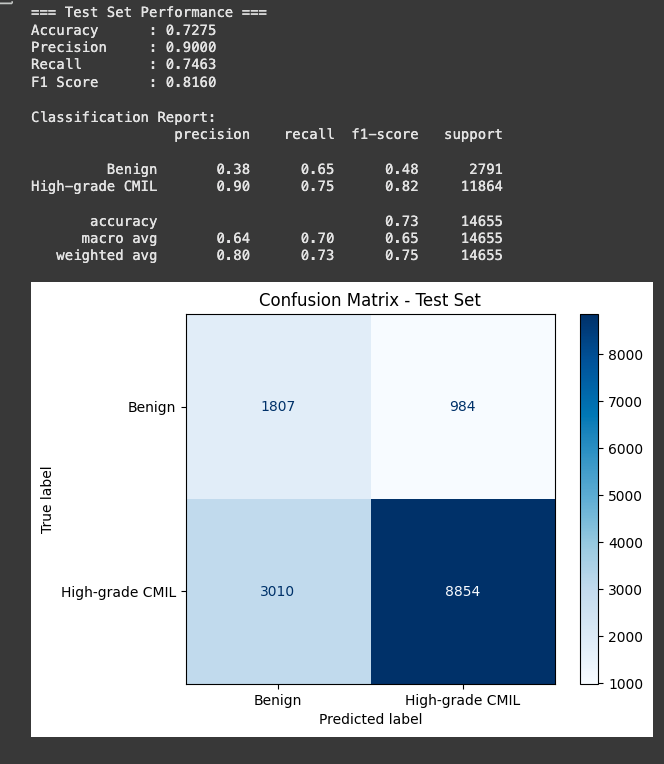 === Test Set Performance ===
Accuracy : 0.7275
Precision : 0.9000
Recall : 0.7463
F1 Score : 0.8160
Classification Report:
precision recall f1-score support
Benign 0.38 0.65 0.48 2791
High-grade CMIL 0.90 0.75 0.82 11864
accuracy 0.73 14655
macro avg 0.64 0.70 0.65 14655
weighted avg 0.80 0.73 0.75 14655
Confusion Matrix - Test Set
Benign 1807 984
High-grade CMIL 3010 8854
Benign High-grade CMIL
Predicted label
True label
8000
7000
6000
5000
4000
3000
2000
1000